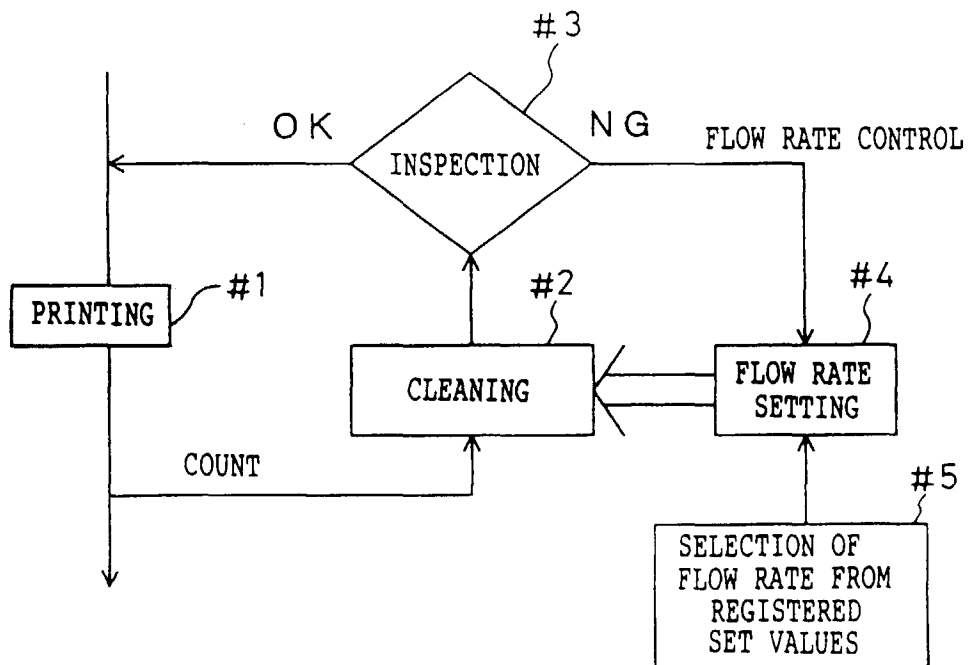 #3
OK
NG
FLOW RATE CONTROL
INSPECTION
#1
#2
#4
PRINTING
CLEANING
FLOW RATE
SETTING
COUNT
#5
SELECTION OF
FLOW RATE FROM
REGISTERED
SET VALUES